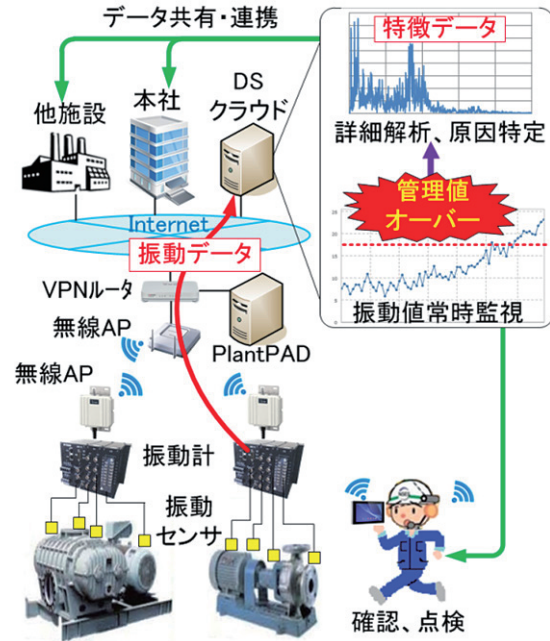 データ共有・連携
特徴データ
詳細解析、原因特定
他施設
本社
DS
クラウド
管理値
オーバー
Internet
振動データ
振動値常時監視
VPNルータ
無線AP
PlantPAD
無線AP
振動計
振動
センサ
確認、点検